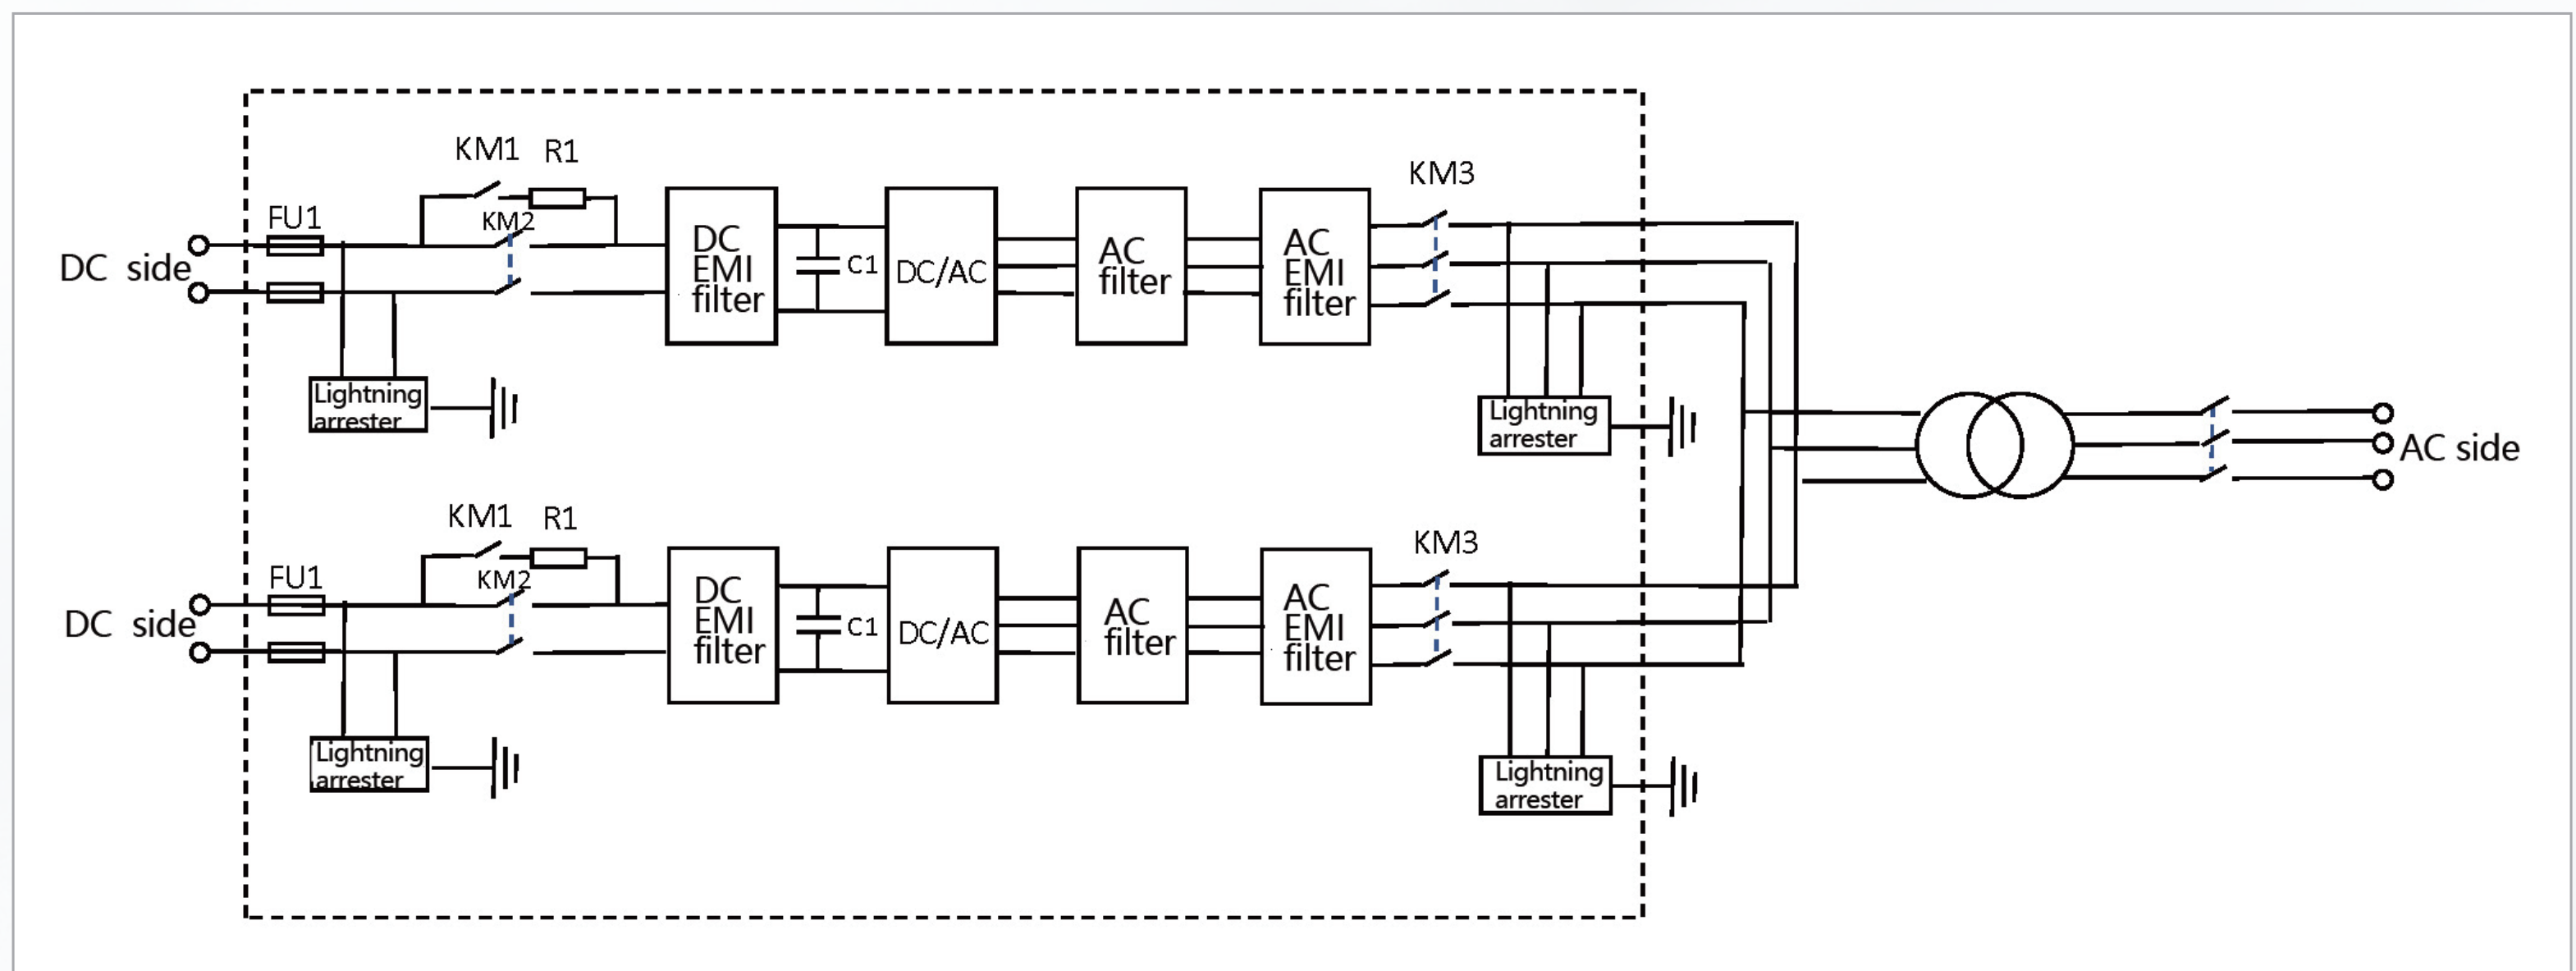 KM1 R1
KM3
FU1
KM2
DC side
DC
EMI
filter
C1
DC/AC
AC
filter
AC
EMI
filter
Lightning
arrester
Lightning
arrester
AC side
KM1 R1
KM3
FU1
KM2
DC side
DC
EMI
filter
C1
DC/AC
AC
filter
AC
EMI
filter
Lightning
arrester
Lightning
arrester